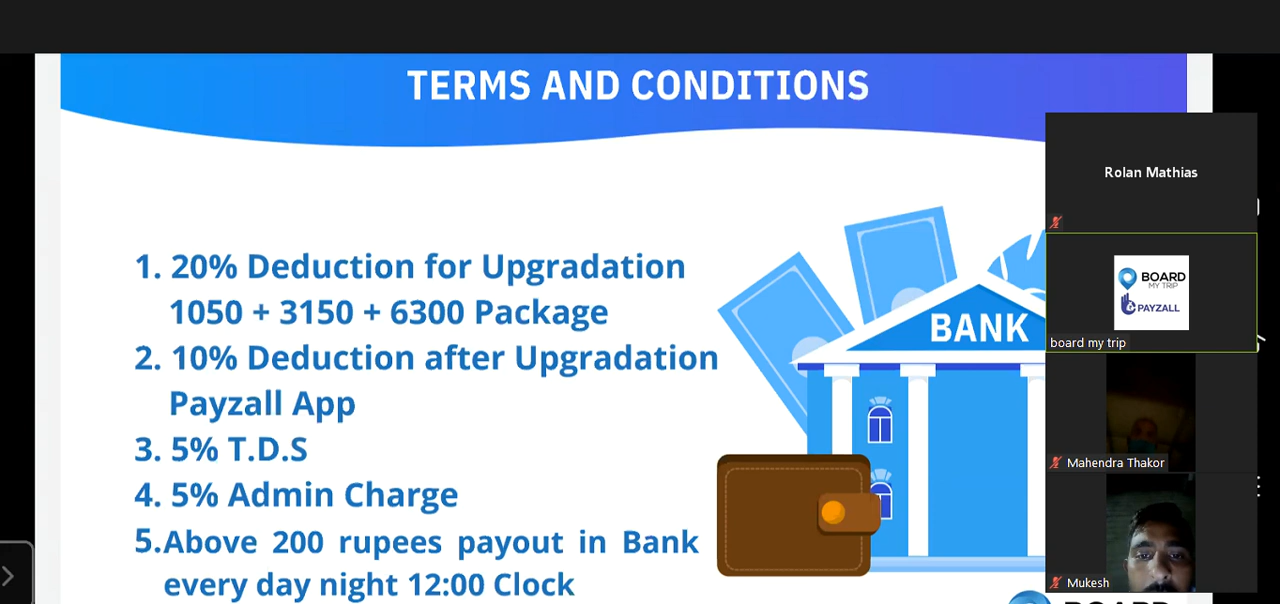 TERMS AND CONDITIONS
1. 20% Deduction for Upgradation
1050 + 3150 + 6300 Package
2. 10% Deduction after Upgradation
Payzall App
3. 5% T.D.S
4. 5% Admin Charge
5.Above 200 rupees payout in Bank
every day night 12:00 Clock
BANK
Rolan Mathias
BOARD
MY TRIP
PAYZALL
board my trip
Mahendra Thakor
Mukesh
BOARD